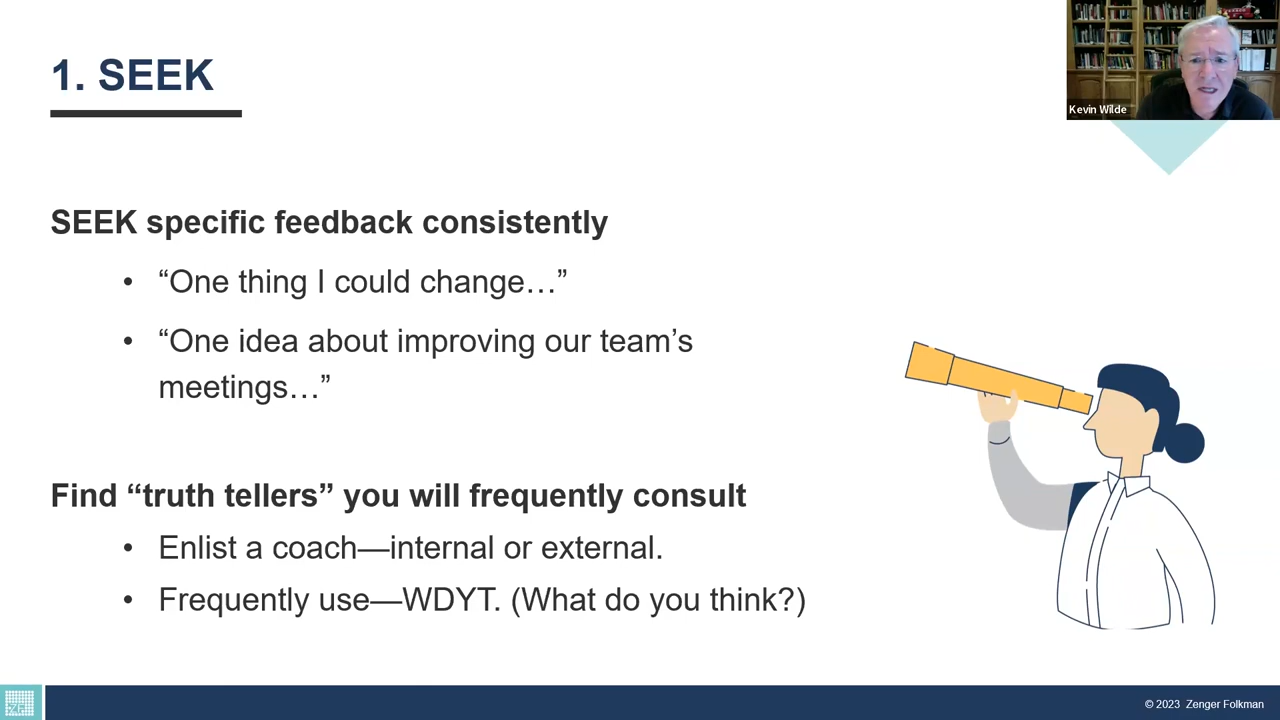 1. SEEK
Kevin Wilde
SEEK specific feedback consistently
• “One thing I could change…”
• “One idea about improving our team’s
meetings…”
Find “truth tellers” you will frequently consult
• Enlist a coach—internal or external.
• Frequently use—WDYT. (What do you think?)
ZF
© 2023 Zenger Folkman